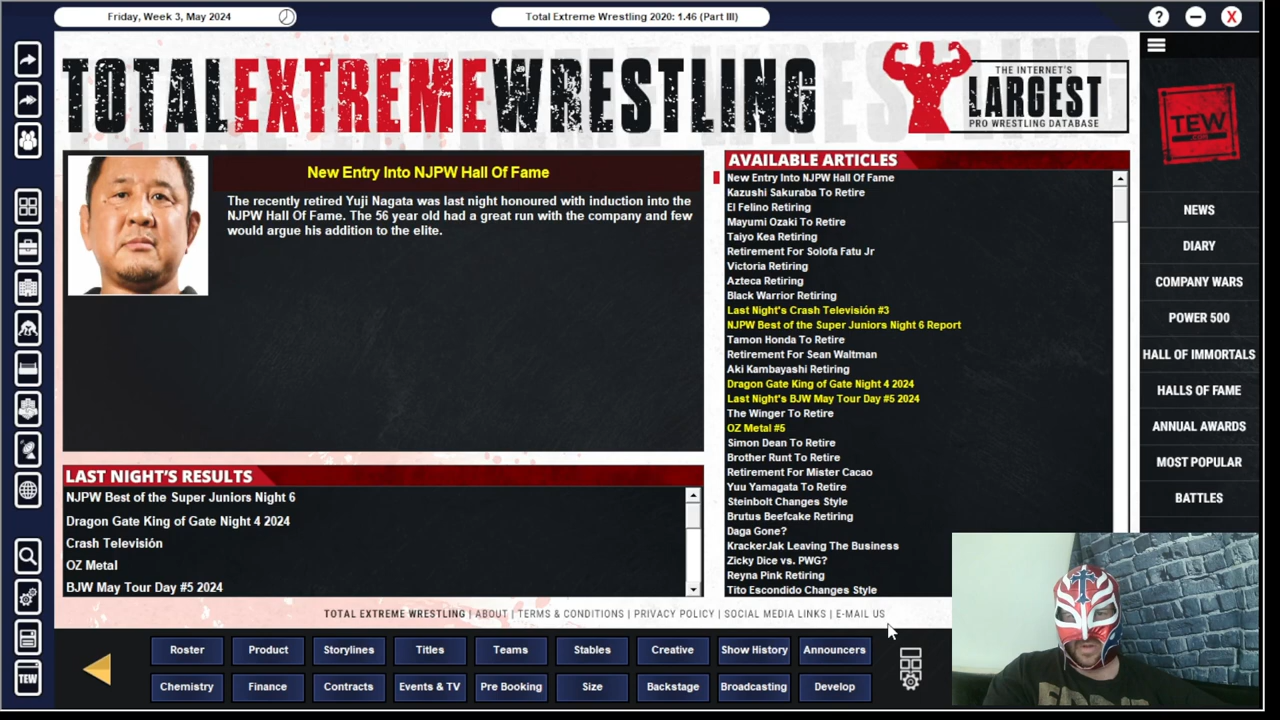 Friday, Week 3, May 2024
Total Extreme Wrestling 2020: 1.46 (Part III)
?
X
TOTALEXTREMEWRESTLING
THE INTERNET'S
LARGEST
PRO WRESTLING DATABASE
TEW.COM
New Entry Into NJPW Hall Of Fame
The recently retired Yuji Nagata was last night honoured with induction into the
NJPW Hall Of Fame. The 56 year old had a great run with the company and few
would argue his addition to the elite.
AVAILABLE ARTICLES
New Entry Into NJPW Hall Of Fame
Kazushi Sakuraba To Retire
El Felino Retiring
Mayumi Ozaki To Retire
Taiyo Kea Retiring
Retirement For Solofa Fatu Jr
Victoria Retiring
Azteca Retiring
Black Warrior Retiring
Last Night's Crash Televisión #3
NJPW Best of the Super Juniors Night 6 Report
Tamon Honda To Retire
Retirement For Sean Waltman
Aki Kambayashi Retiring
Dragon Gate King of Gate Night 4 2024
Last Night's BJW May Tour Day #5 2024
The Winger To Retire
OZ Metal #5
Simon Dean To Retire
Brother Runt To Retire
Retirement For Mister Cacao
Yuu Yamagata To Retire
Steinbolt Changes Style
Brutus Beefcake Retiring
Daga Gone?
KrackerJak Leaving The Business
Zicky Dice vs. PWG?
Reyna Pink Retiring
Tito Escondido Changes Style
NEWS
DIARY
COMPANY WARS
POWER 500
HALL OF IMMORTALS
HALLS OF FAME
ANNUAL AWARDS
MOST POPULAR
BATTLES
LAST NIGHT'S RESULTS
NJPW Best of the Super Juniors Night 6
Dragon Gate King of Gate Night 4 2024
Crash Televisión
OZ Metal
BJW May Tour Day #5 2024
TOTAL EXTREME WRESTLING | ABOUT | TERMS & CONDITIONS | PRIVACY POLICY | SOCIAL MEDIA LINKS | E-MAIL US
Roster
Product
Storylines
Titles
Teams
Stables
Creative
Show History
Announcers
Chemistry
Finance
Contracts
Events & TV
Pre Booking
Size
Backstage
Broadcasting
Develop
TEW